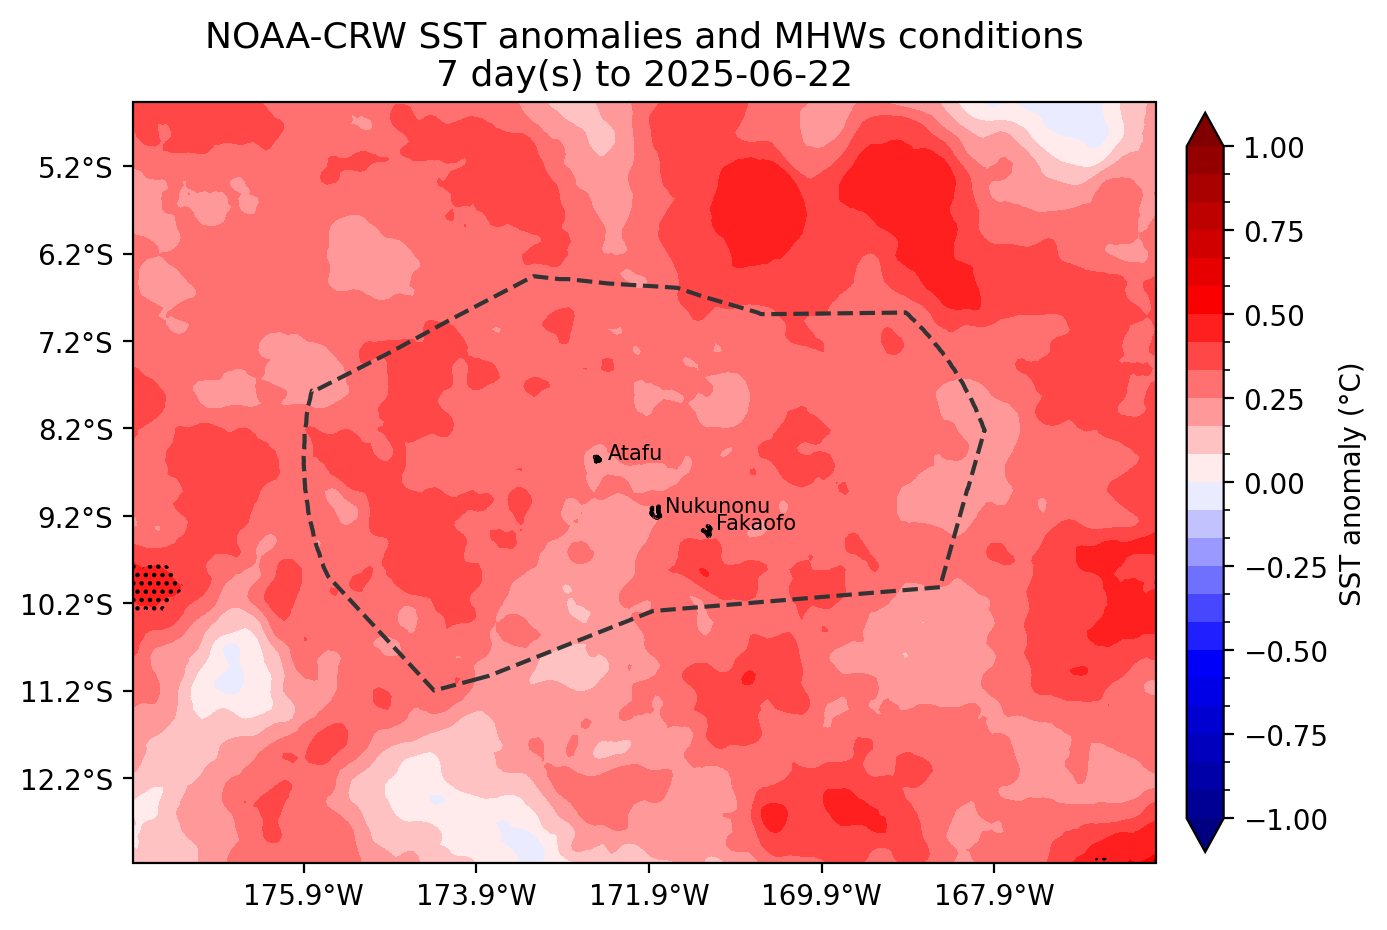 NOAA-CRW SST anomalies and MHWs conditions
7 day(s) to 2025-06-22
5.2°S
6.2°S
7.2°S
8.2°S
9.2°S
10.2°S
11.2°S
12.2°S
175.9°W
173.9°W
171.9°W
169.9°W
167.9°W
Atafu
Nukunonu
Fakaofo
1.00
0.75
0.50
0.25
0.00
−0.25
−0.50
−0.75
−1.00
SST anomaly (°C)